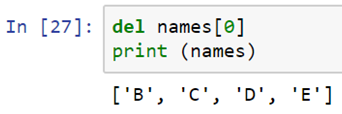 In [27]: del names[0]
print (names)
['B', 'C', 'D', 'E']